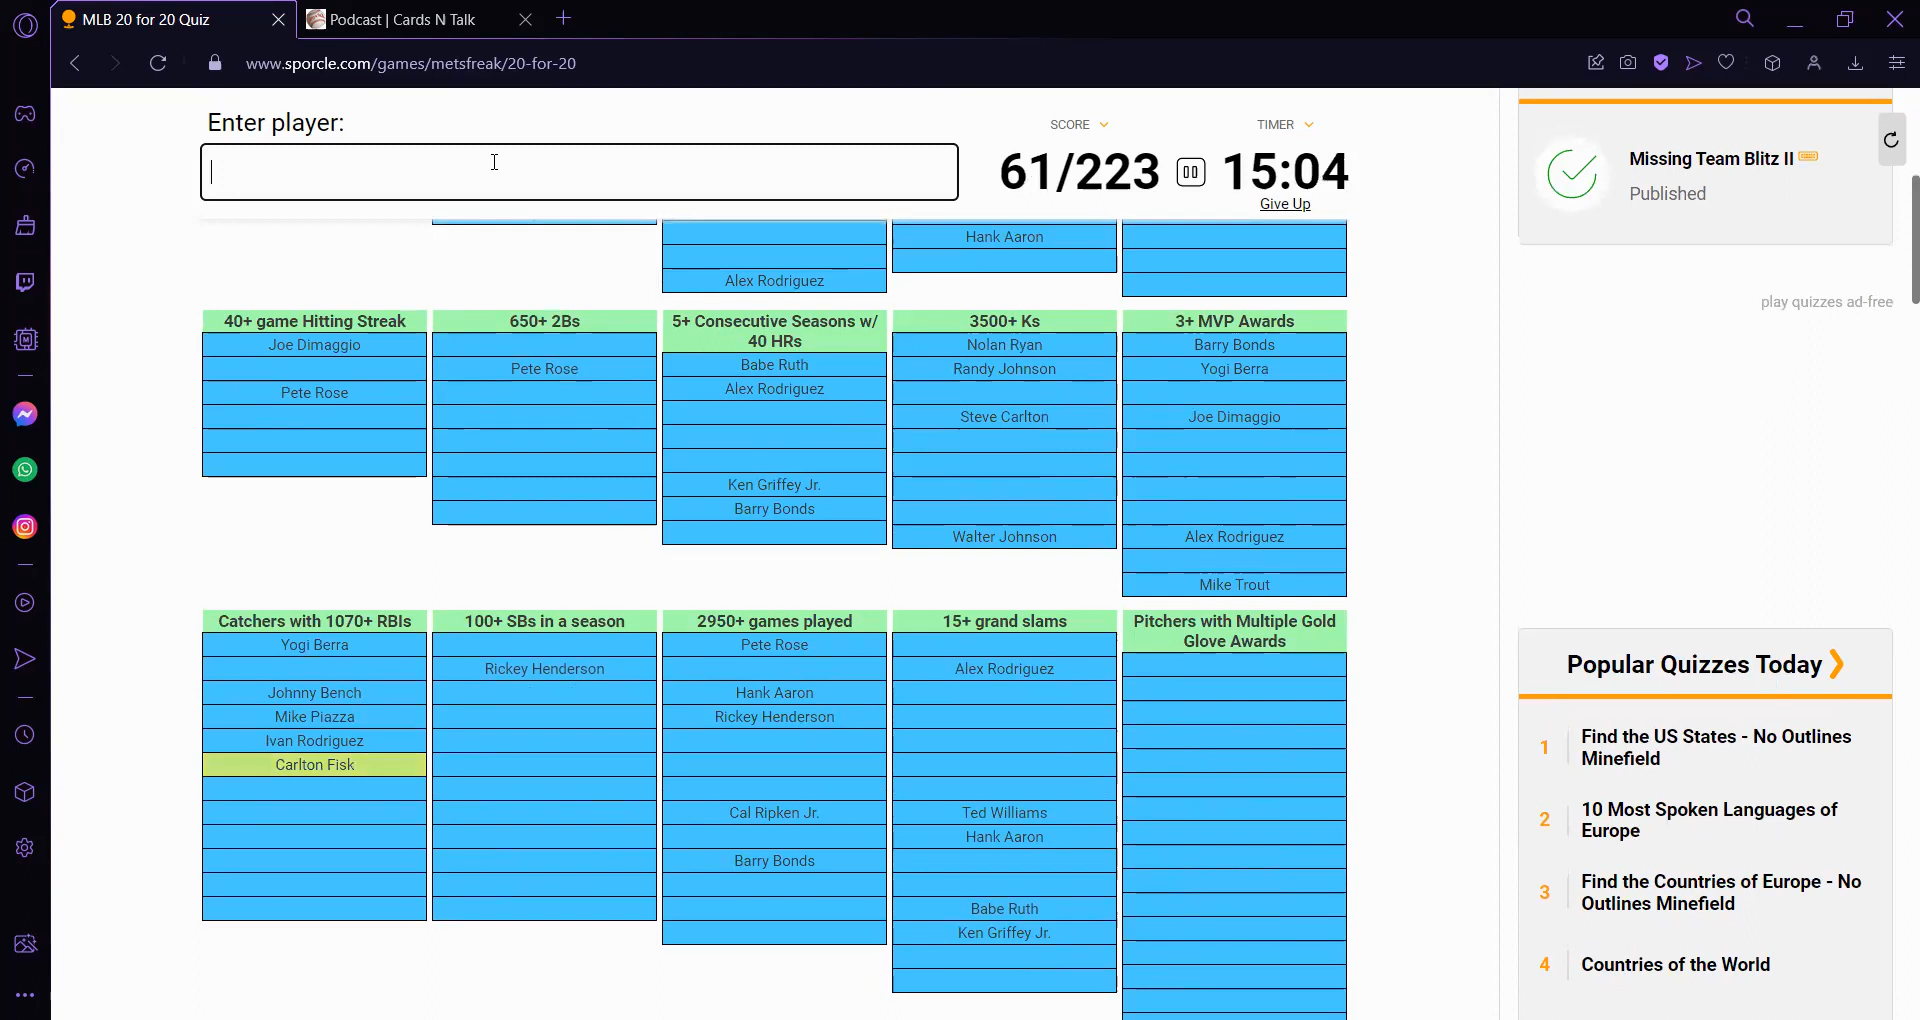 MLB 20 for 20 Quiz
Podcast | Cards N Talk
www.sporcle.com/games/metsfreak/20-for-20
Enter player:
SCORE
TIMER
61/223
15:04
Give Up
Missing Team Blitz II
Published
play quizzes ad-free
Hank Aaron
Alex Rodriguez
40+ game Hitting Streak
Joe Dimaggio
Pete Rose
650+ 2Bs
Pete Rose
5+ Consecutive Seasons w/
40 HRs
Babe Ruth
Alex Rodriguez
Ken Griffey Jr.
Barry Bonds
3500+ Ks
Nolan Ryan
Randy Johnson
Steve Carlton
Walter Johnson
3+ MVP Awards
Barry Bonds
Yogi Berra
Joe Dimaggio
Alex Rodriguez
Mike Trout
Catchers with 1070+ RBIs
Yogi Berra
Johnny Bench
Mike Piazza
Ivan Rodriguez
Carlton Fisk
100+ SBs in a season
Rickey Henderson
2950+ games played
Pete Rose
Hank Aaron
Rickey Henderson
Cal Ripken Jr.
Barry Bonds
15+ grand slams
Alex Rodriguez
Ted Williams
Hank Aaron
Babe Ruth
Ken Griffey Jr.
Pitchers with Multiple Gold
Glove Awards
Popular Quizzes Today
1
Find the US States - No Outlines
Minefield
2
10 Most Spoken Languages of
Europe
3
Find the Countries of Europe - No
Outlines Minefield
4
Countries of the World